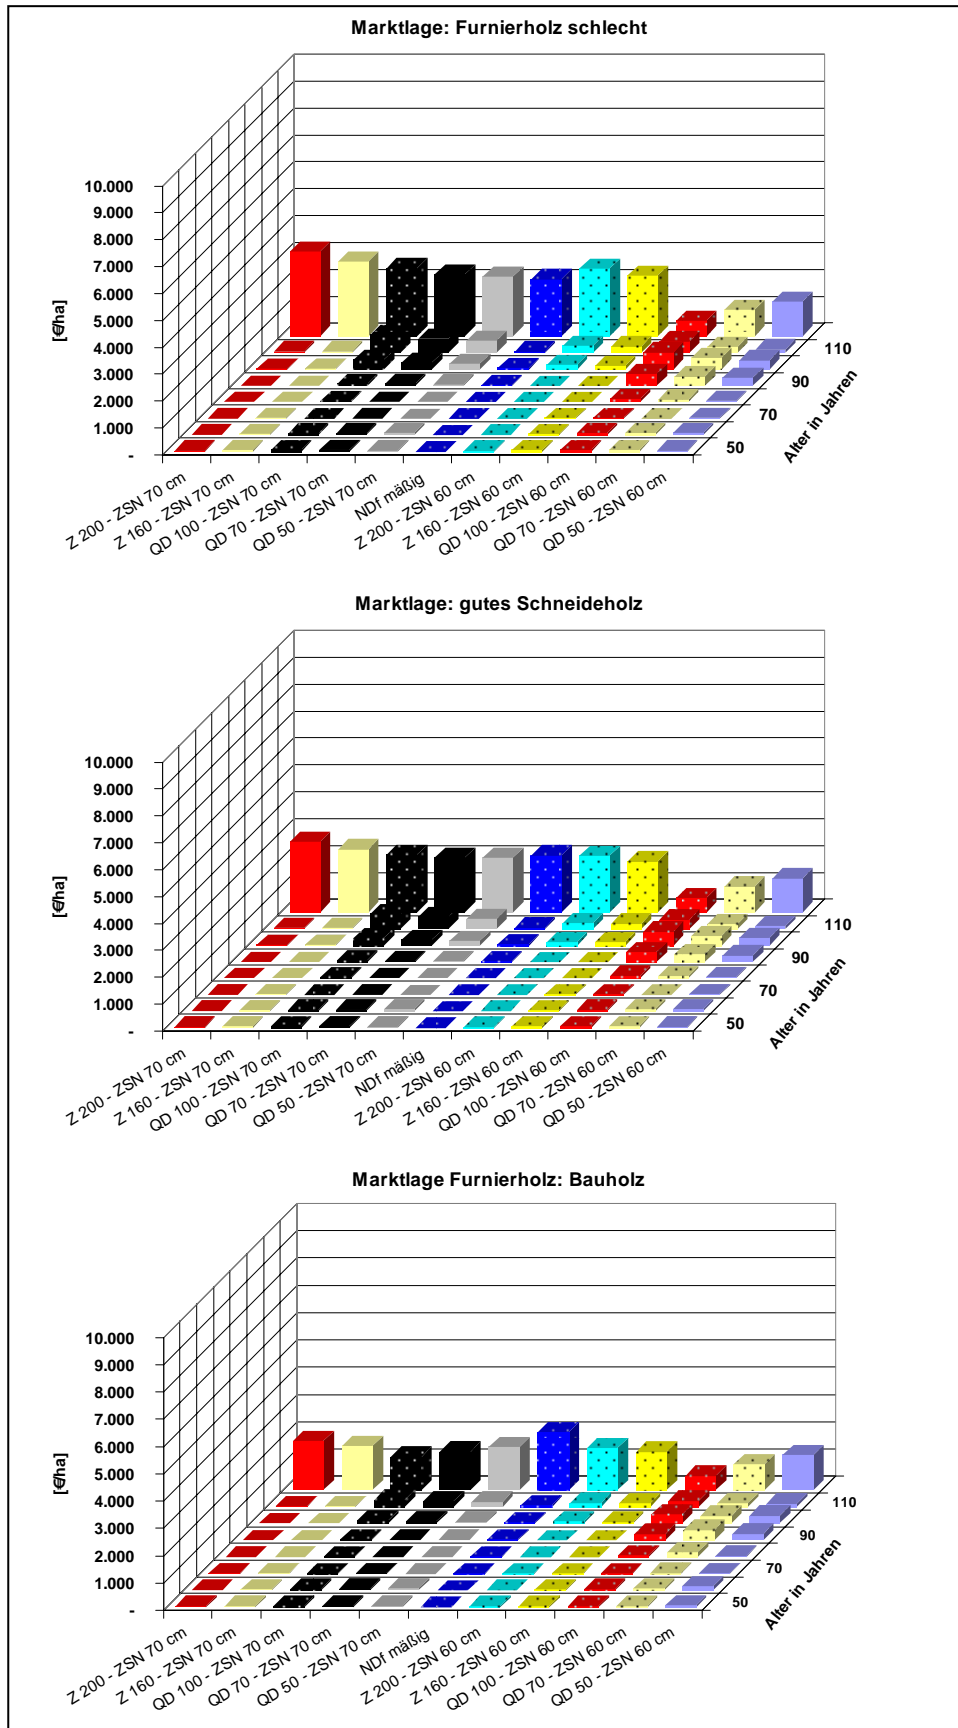 Marktlage: Furnierholz schlecht
[€/ha]
10.000
9.000
8.000
7.000
6.000
5.000
4.000
3.000
2.000
1.000
-
Z 200 - ZSN 70 cm
Z 160 - ZSN 70 cm
QD 100 - ZSN 70 cm
QD 70 - ZSN 70 cm
QD 50 - ZSN 70 cm
NDf mäßig
Z 200 - ZSN 60 cm
Z 160 - ZSN 60 cm
QD 100 - ZSN 60 cm
QD 70 - ZSN 60 cm
QD 50 - ZSN 60 cm
50
70
90
110
Alter in Jahren
Marktlage: gutes Schneideholz
[€/ha]
10.000
9.000
8.000
7.000
6.000
5.000
4.000
3.000
2.000
1.000
-
Z 200 - ZSN 70 cm
Z 160 - ZSN 70 cm
QD 100 - ZSN 70 cm
QD 70 - ZSN 70 cm
QD 50 - ZSN 70 cm
NDf mäßig
Z 200 - ZSN 60 cm
Z 160 - ZSN 60 cm
QD 100 - ZSN 60 cm
QD 70 - ZSN 60 cm
QD 50 - ZSN 60 cm
50
70
90
110
Alter in Jahren
Marktlage Furnierholz: Bauholz
[€/ha]
10.000
9.000
8.000
7.000
6.000
5.000
4.000
3.000
2.000
1.000
-
Z 200 - ZSN 70 cm
Z 160 - ZSN 70 cm
QD 100 - ZSN 70 cm
QD 70 - ZSN 70 cm
QD 50 - ZSN 70 cm
NDf mäßig
Z 200 - ZSN 60 cm
Z 160 - ZSN 60 cm
QD 100 - ZSN 60 cm
QD 70 - ZSN 60 cm
QD 50 - ZSN 60 cm
50
70
90
110
Alter in Jahren